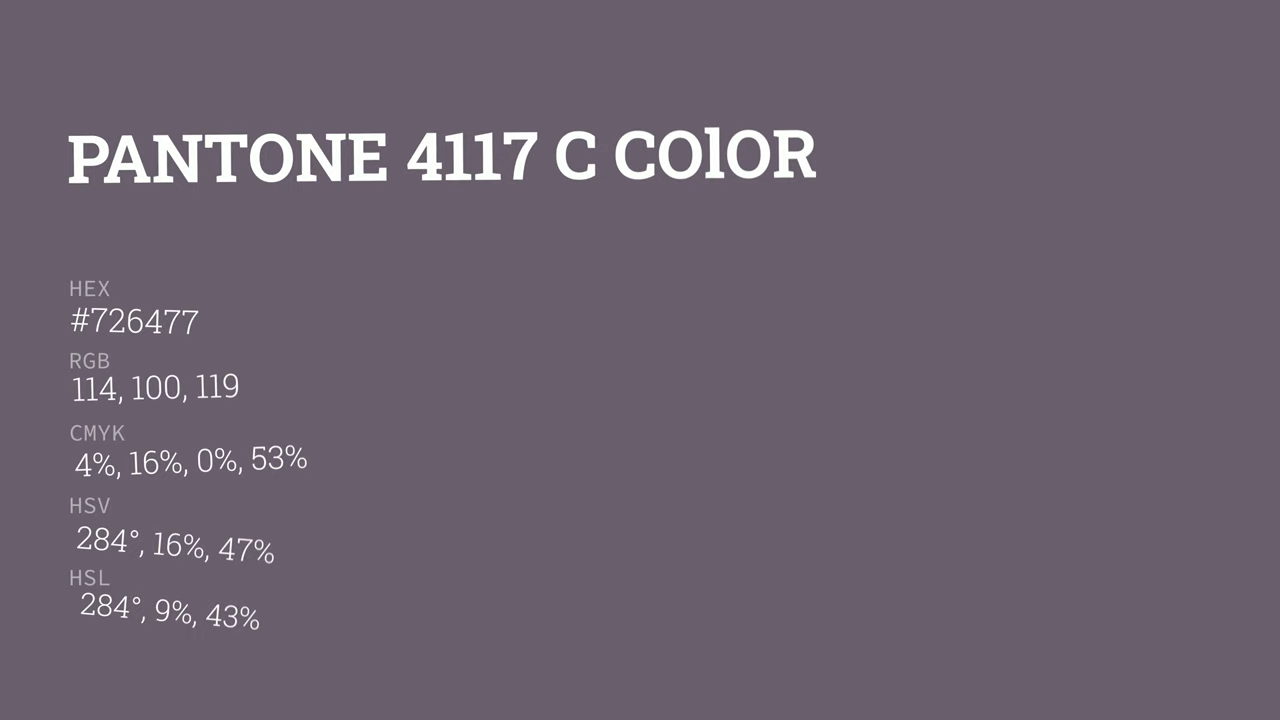 PANTONE 4117 C COlOR
HEX
#726477
RGB
114, 100, 119
CMYK
4%, 16%, 0%, 53%
HSV
284°, 16%, 47%
HSL
284°, 9%, 43%